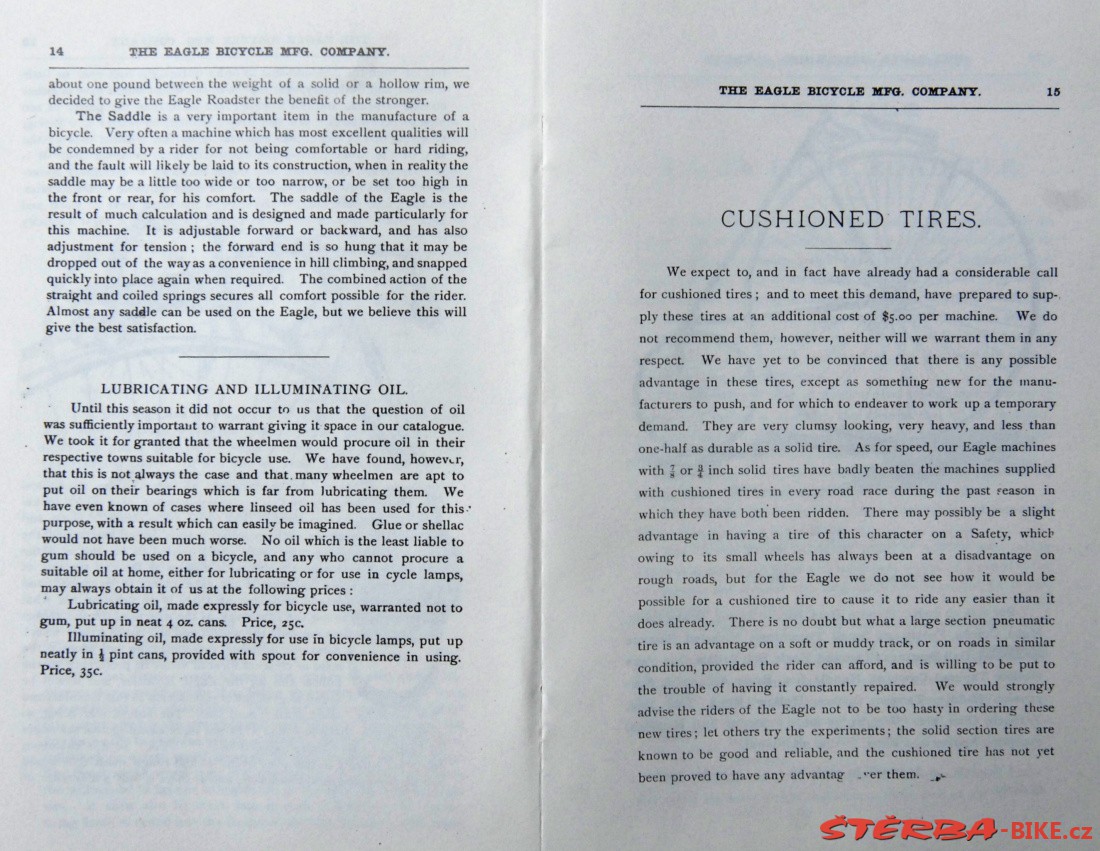 14 THE EAGLE BICYCLE MFG. COMPANY.
about one pound between the weight of a solid or a hollow rim, we
decided to give the Eagle Roadster the benefit of the stronger.
The Saddle is a very important item in the manufacture of a
bicycle. Very often a machine which has most excellent qualities will
be condemned by a rider for not being comfortable or hard riding,
and the fault will likely be laid to its construction, when in reality the
saddle may be a little too wide or too narrow, or be set too high in
the front or rear, for his comfort. The saddle of the Eagle is the
result of much calculation and is designed and made particularly for
this machine. It is adjustable forward or backward, and has also
adjustment for tension ; the forward end is so hung that it may be
dropped out of the way as a convenience in hill climbing, and snapped
quickly into place again when required. The combined action of the
straight and coiled springs secures all comfort possible for the rider.
Almost any saddle can be used on the Eagle, but we believe this will
give the best satisfaction.
LUBRICATING AND ILLUMINATING OIL.
Until this season it did not occur to us that the question of oil
was sufficiently important to warrant giving it space in our catalogue.
We took it for granted that the wheelmen would procure oil in their
respective towns suitable for bicycle use. We have found, however,
that this is not always the case and that many wheelmen are apt to
put oil on their bearings which is far from lubricating them. We
have even known of cases where linseed oil has been used for this
purpose, with a result which can easily be imagined. Glue or shellac
would not have been much worse. No oil which is the least liable to
gum should be used on a bicycle, and any who cannot procure a
suitable oil at home, either for lubricating or for use in cycle lamps,
may always obtain it of us at the following prices :
Lubricating oil, made expressly for bicycle use, warranted not to
gum, put up in neat 4 oz. cans. Price, 25c.
Illuminating oil, made expressly for use in bicycle lamps, put up
neatly in ½ pint cans, provided with spout for convenience in using.
Price, 35c.
THE EAGLE BICYCLE MFG. COMPANY. 15
CUSHIONED TIRES.
We expect to, and in fact have already had a considerable call
for cushioned tires ; and to meet this demand, have prepared to sup-
ply these tires at an additional cost of $5.00 per machine. We do
not recommend them, however, neither will we warrant them in any
respect. We have yet to be convinced that there is any possible
advantage in these tires, except as something new for the manu-
facturers to push, and for which to endeaver to work up a temporary
demand. They are very clumsy looking, very heavy, and less than
one-half as durable as a solid tire. As for speed, our Eagle machines
with ⅞ or ¾ inch solid tires have badly beaten the machines supplied
with cushioned tires in every road race during the past season in
which they have both been ridden. There may possibly be a slight
advantage in having a tire of this character on a Safety, which
owing to its small wheels has always been at a disadvantage on
rough roads, but for the Eagle we do not see how it would be
possible for a cushioned tire to cause it to ride any easier than it
does already. There is no doubt but what a large section pneumatic
tire is an advantage on a soft or muddy track, or on roads in similar
condition, provided the rider can afford, and is willing to be put to
the trouble of having it constantly repaired. We would strongly
advise the riders of the Eagle not to be too hasty in ordering these
new tires ; let others try the experiments ; the solid section tires are
known to be good and reliable, and the cushioned tire has not yet
been proved to have any them.
ŠTĚRBA-BIKE.cz